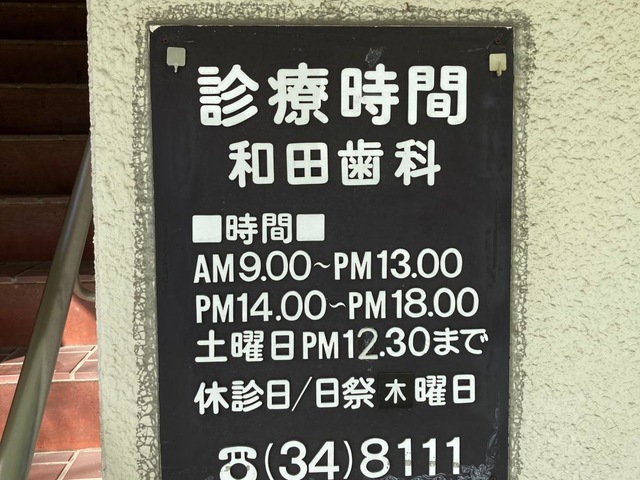 診療時間
和田歯科
■時間■
AM9.00~PM13.00
PM14.00~PM18.00
土曜日PM12.30まで
休診日/日祭木曜日
☎(34)8111